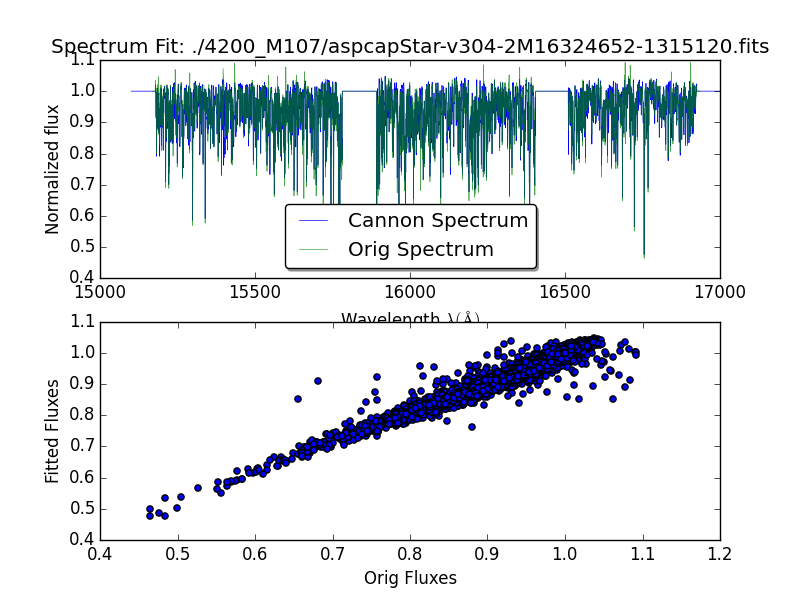 Spectrum Fit: ./4200_M107/aspcapStar-v304-2M16324652-1315120.fits
1.1
1.0
0.9
0.8
0.7
0.6
0.5
0.4
Normalized flux
Cannon Spectrum
Orig Spectrum
15000 15500 16000 16500 17000
Wavelength λ(Å)
1.1
1.0
0.9
0.8
0.7
0.6
0.5
0.4
Fitted Fluxes
0.4 0.5 0.6 0.7 0.8 0.9 1.0 1.1 1.2
Orig Fluxes